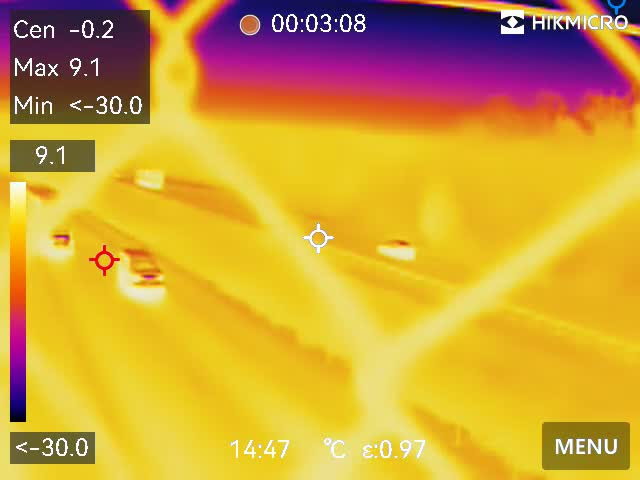 Cen -0.2
Max 9.1
Min <-30.0
00:03:08
HIKMICRO
9.1
<-30.0
14:47 °C ε:0.97
MENU